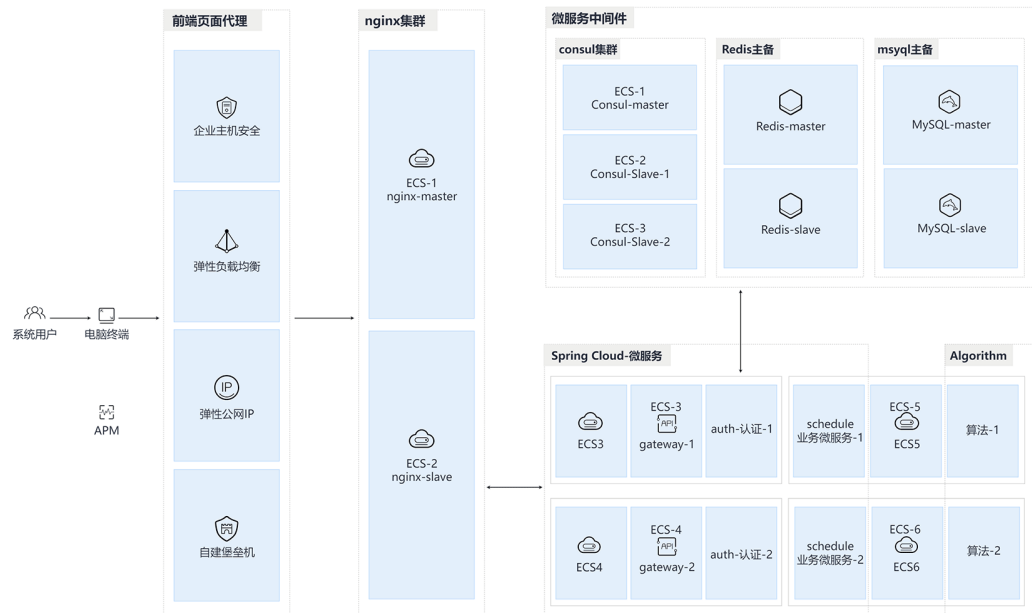 前端页面代理
企业主机安全
弹性负载均衡
弹性公网IP
自建堡垒机
系统用户
电脑终端
APM
nginx集群
ECS-1
nginx-master
ECS-2
nginx-slave
微服务中间件
consul集群
ECS-1
Consul-master
ECS-2
Consul-Slave-1
ECS-3
Consul-Slave-2
Redis主备
Redis-master
Redis-slave
msyql主备
MySQL-master
MySQL-slave
Spring Cloud-微服务
Algorithm
ECS3
ECS-3
API
gateway-1
auth-认证-1
schedule
业务微服务-1
ECS-5
ECS5
算法-1
ECS4
ECS-4
API
gateway-2
auth-认证-2
schedule
业务微服务-2
ECS-6
ECS6
算法-2